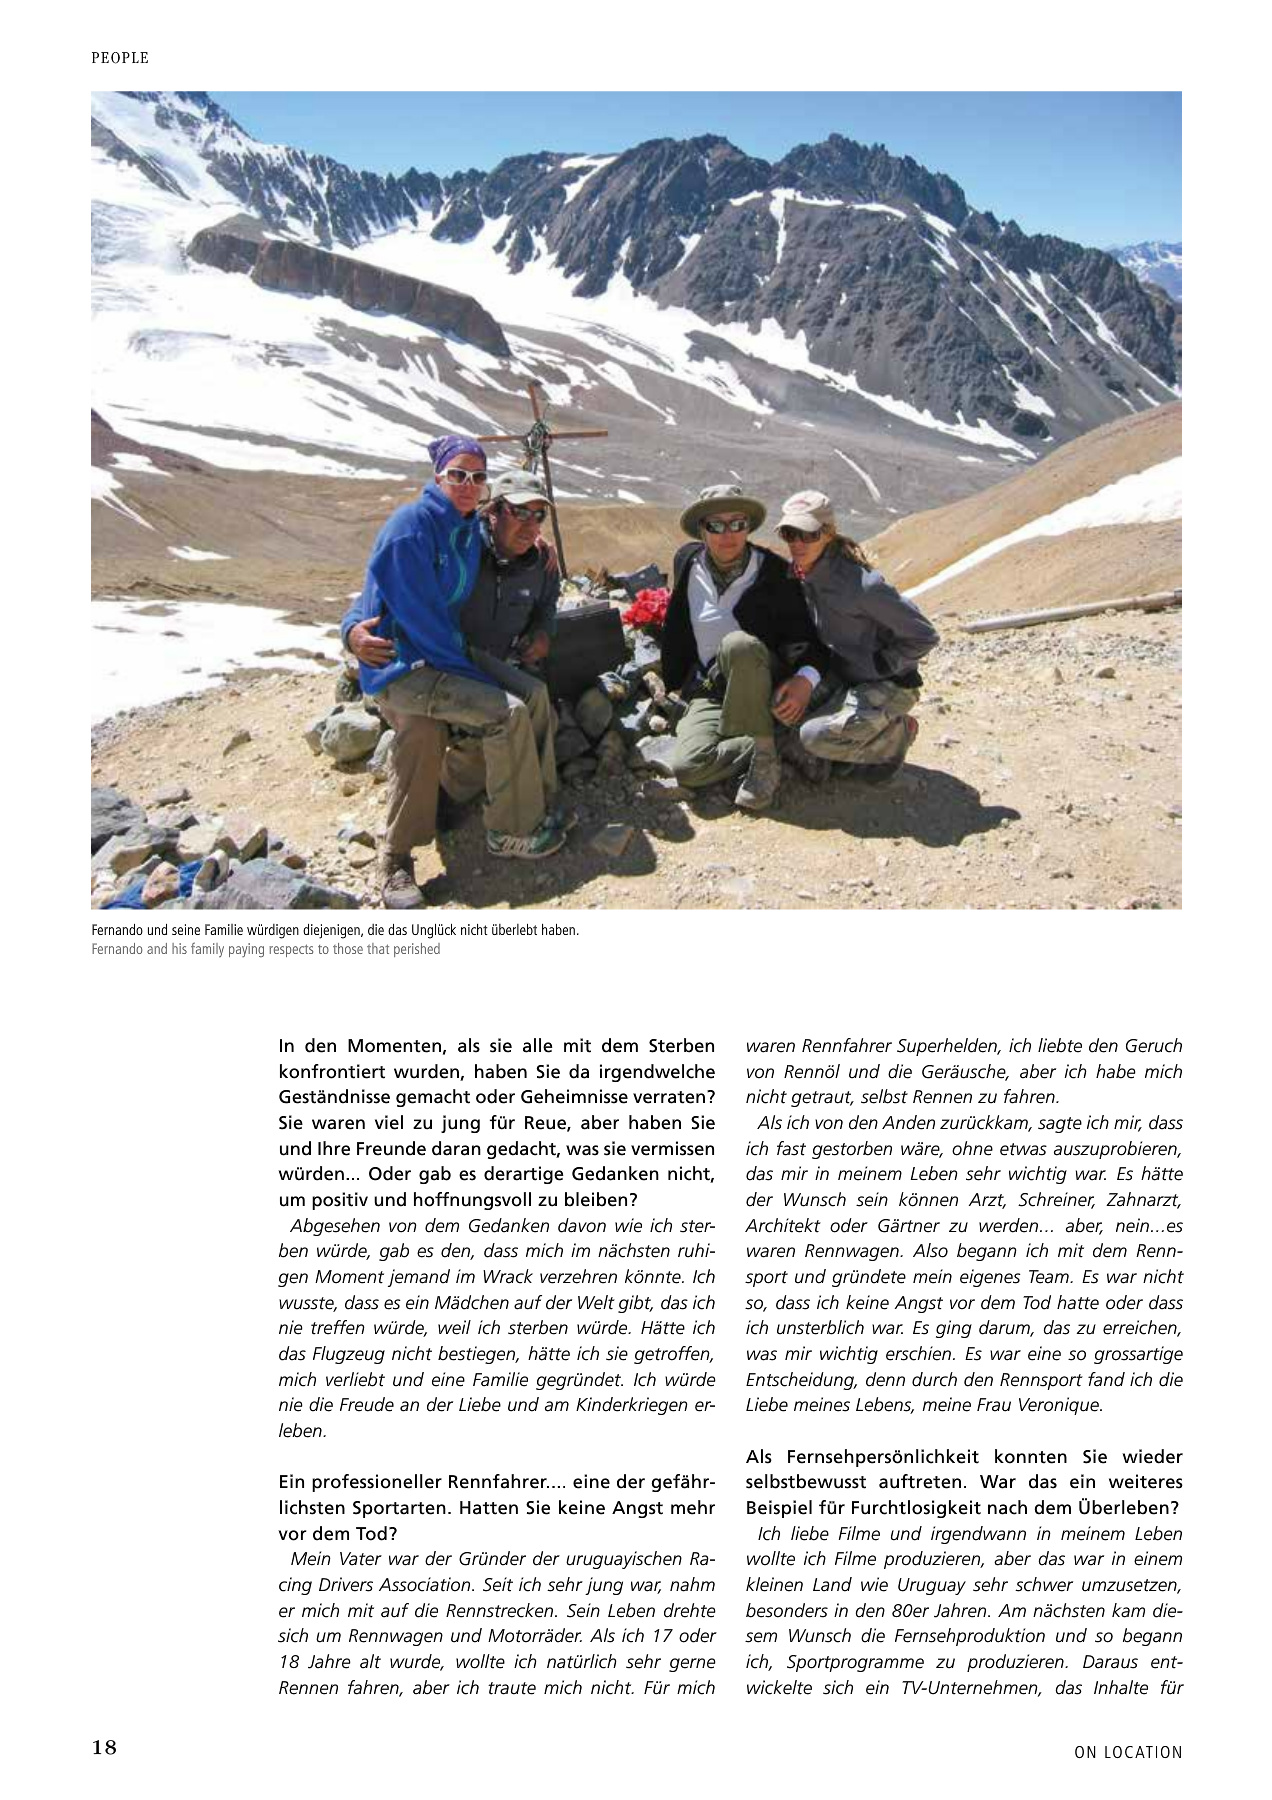 PEOPLE
Fernando und seine Familie würdigen diejenigen, die das Unglück nicht überlebt haben.
Fernando and his family paying respects to those that perished
In den Momenten, als sie alle mit dem Sterben
konfrontiert wurden, haben Sie da irgendwelche
Geständnisse gemacht oder Geheimnisse verraten?
Sie waren viel zu jung für Reue, aber haben Sie
und Ihre Freunde daran gedacht, was sie vermissen
würden... Oder gab es derartige Gedanken nicht,
um positiv und hoffnungsvoll zu bleiben?
Abgesehen von dem Gedanken davon wie ich ster-
ben würde, gab es den, dass mich im nächsten ruhi-
gen Moment jemand im Wrack verzehren könnte. Ich
wusste, dass es ein Mädchen auf der Welt gibt, das ich
nie treffen würde, weil ich sterben würde. Hätte ich
das Flugzeug nicht bestiegen, hätte ich sie getroffen,
mich verliebt und eine Familie gegründet. Ich würde
nie die Freude an der Liebe und am Kinderkriegen er-
leben.
Ein professioneller Rennfahrer.... eine der gefähr-
lichsten Sportarten. Hatten Sie keine Angst mehr
vor dem Tod?
Mein Vater war der Gründer der uruguayischen Ra-
cing Drivers Association. Seit ich sehr jung war, nahm
er mich mit auf die Rennstrecken. Sein Leben drehte
sich um Rennwagen und Motorräder. Als ich 17 oder
18 Jahre alt wurde, wollte ich natürlich sehr gerne
Rennen fahren, aber ich traute mich nicht. Für mich
waren Rennfahrer Superhelden, ich liebte den Geruch
von Rennöl und die Geräusche, aber ich habe mich
nicht getraut, selbst Rennen zu fahren.
Als ich von den Anden zurückkam, sagte ich mir, dass
ich fast gestorben wäre, ohne etwas auszuprobieren,
das mir in meinem Leben sehr wichtig war. Es hätte
der Wunsch sein können Arzt, Schreiner, Zahnarzt,
Architekt oder Gärtner zu werden... aber, nein...es
waren Rennwagen. Also begann ich mit dem Renn-
sport und gründete mein eigenes Team. Es war nicht
so, dass ich keine Angst vor dem Tod hatte oder dass
ich unsterblich war. Es ging darum, das zu erreichen,
was mir wichtig erschien. Es war eine so grossartige
Entscheidung, denn durch den Rennsport fand ich die
Liebe meines Lebens, meine Frau Veronique.
Als Fernsehpersönlichkeit konnten Sie wieder
selbstbewusst auftreten. War das ein weiteres
Beispiel für Furchtlosigkeit nach dem Überleben?
Ich liebe Filme und irgendwann in meinem Leben
wollte ich Filme produzieren, aber das war in einem
kleinen Land wie Uruguay sehr schwer umzusetzen,
besonders in den 80er Jahren. Am nächsten kam die-
sem Wunsch die Fernsehproduktion und so begann
ich, Sportprogramme zu produzieren. Daraus ent-
wickelte sich ein TV-Unternehmen, das Inhalte für
18
ON LOCATION